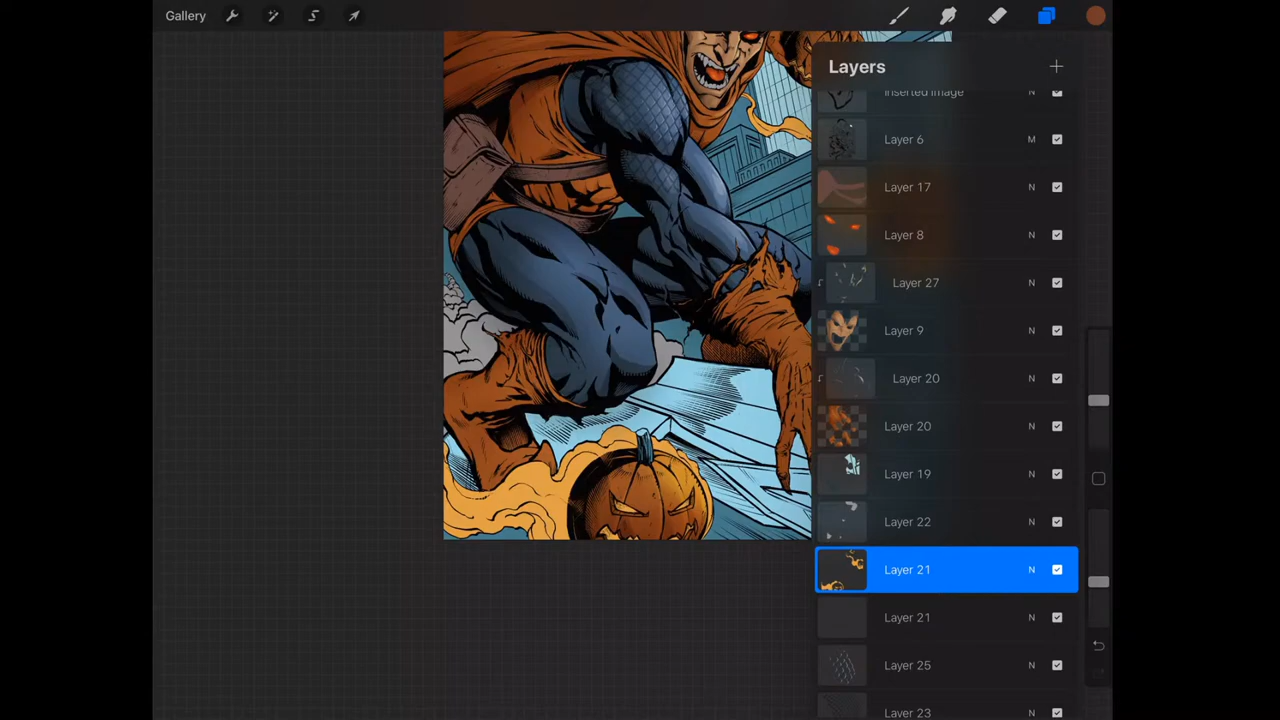 Gallery
Layers
Inserted Image N
Layer 6 M
Layer 17 N
Layer 8 N
Layer 27 N
Layer 9 N
Layer 20 N
Layer 20 N
Layer 19 N
Layer 22 N
Layer 21 N
Layer 21 N
Layer 25 N
Layer 23 N